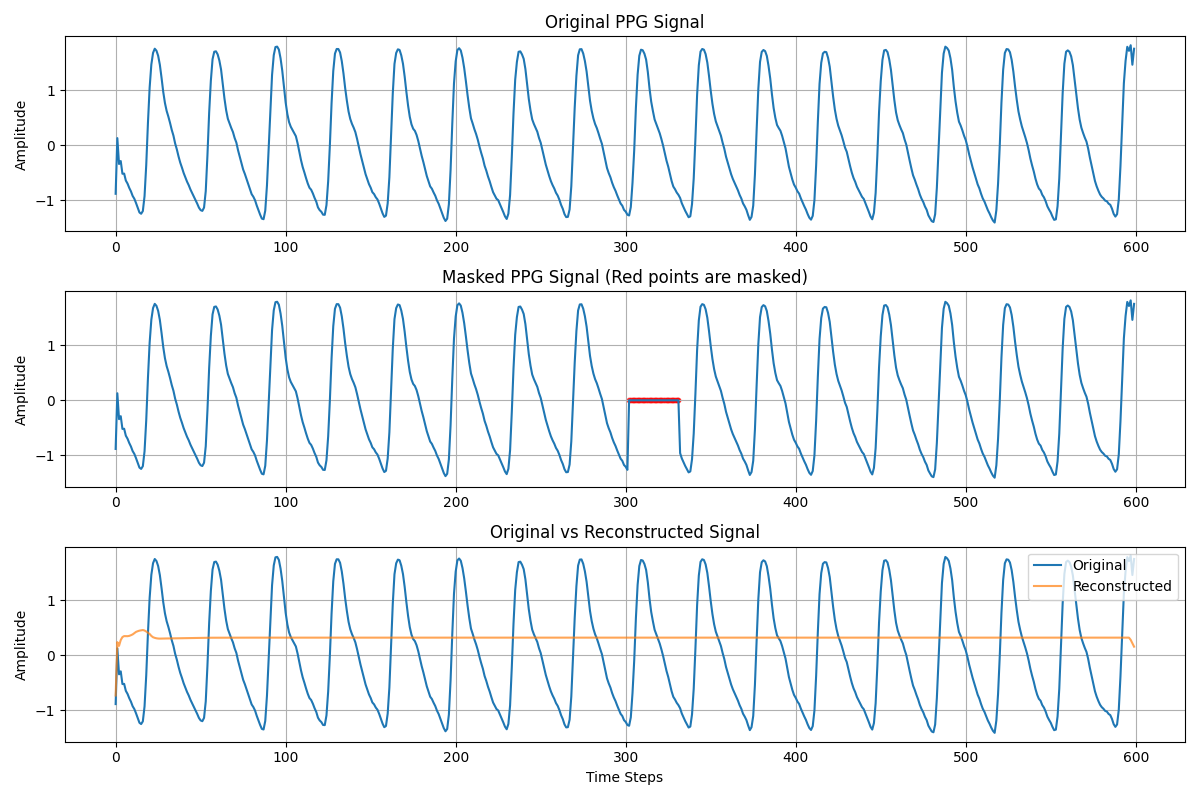 Original PPG Signal
Amplitude
1
0
−1
0 100 200 300 400 500 600
Masked PPG Signal (Red points are masked)
Amplitude
1
0
−1
0 100 200 300 400 500 600
Original vs Reconstructed Signal
Original
Reconstructed
Amplitude
1
0
−1
0 100 200 300 400 500 600
Time Steps